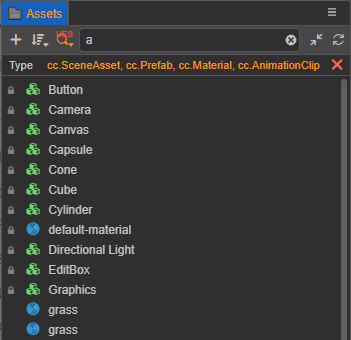 Assets
UES
a
Type cc.SceneAsset, cc.Prefab, cc.Material, cc.AnimationClip
Button
Camera
Canvas
Capsule
Cone
Cube
Cylinder
default-material
Directional Light
EditBox
Graphics
grass
grass